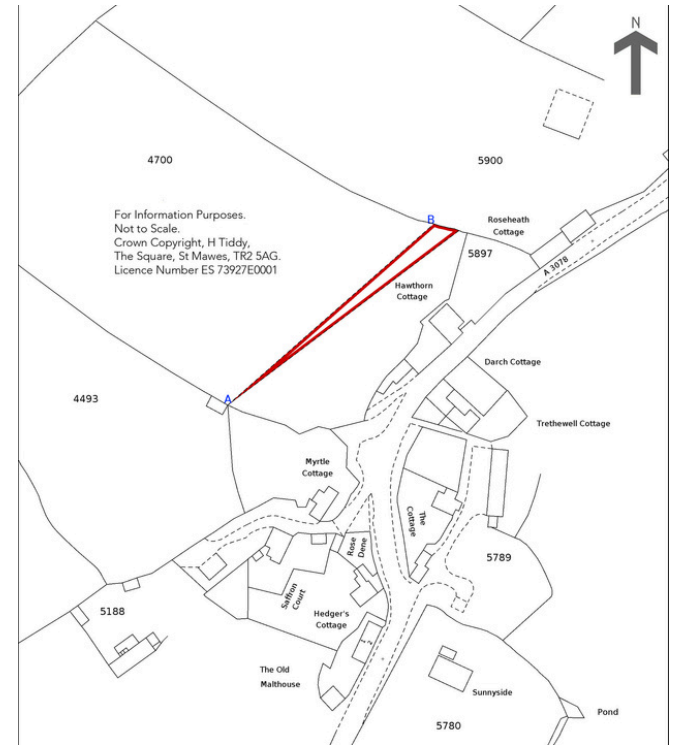 N
4700
5900
For Information Purposes.
Not to Scale.
Crown Copyright, H Tiddy,
The Square, St Mawes, TR2 5AG.
Licence Number ES 73927E0001
B
Roseheath
Cottage
5897
A 3078
Hawthorn
Cottage
Darch Cottage
A
4493
Trethewell Cottage
Myrtle
Cottage
The
Cottage
Rose
Dene
5789
Saffron
Court
5188
Hedger's
Cottage
1
2
The Old
Malthouse
Sunnyside
Pond
5780